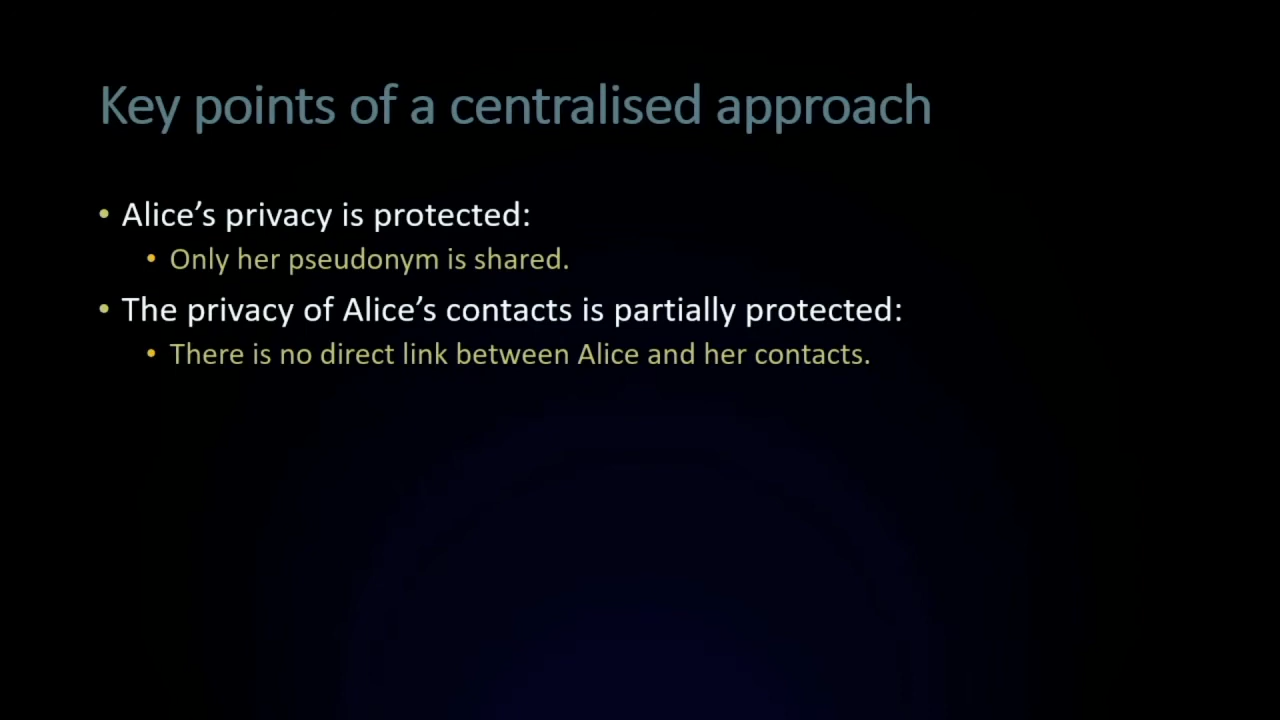 Key points of a centralised approach
• Alice’s privacy is protected:
• Only her pseudonym is shared.
• The privacy of Alice’s contacts is partially protected:
• There is no direct link between Alice and her contacts.